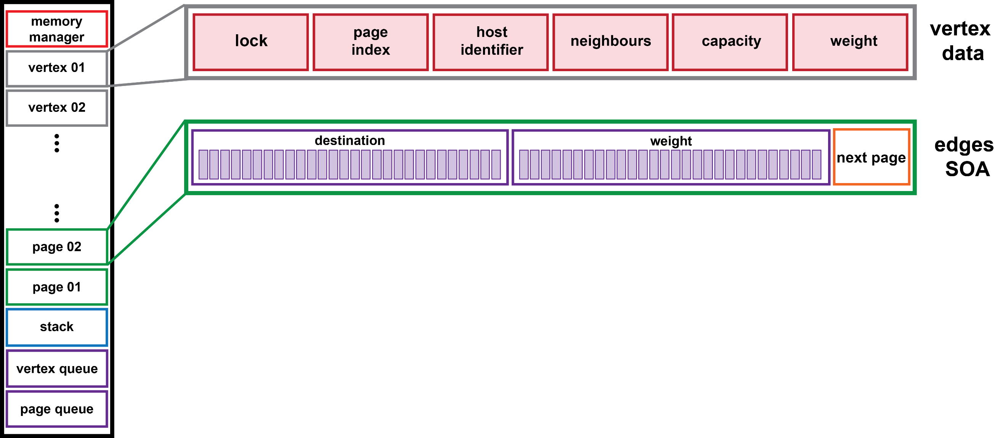 memory
manager
vertex 01
vertex 02
page 02
page 01
stack
vertex queue
page queue
lock
page
index
host
identifier
neighbours
capacity
weight
vertex
data
destination
weight
next page
edges
SOA